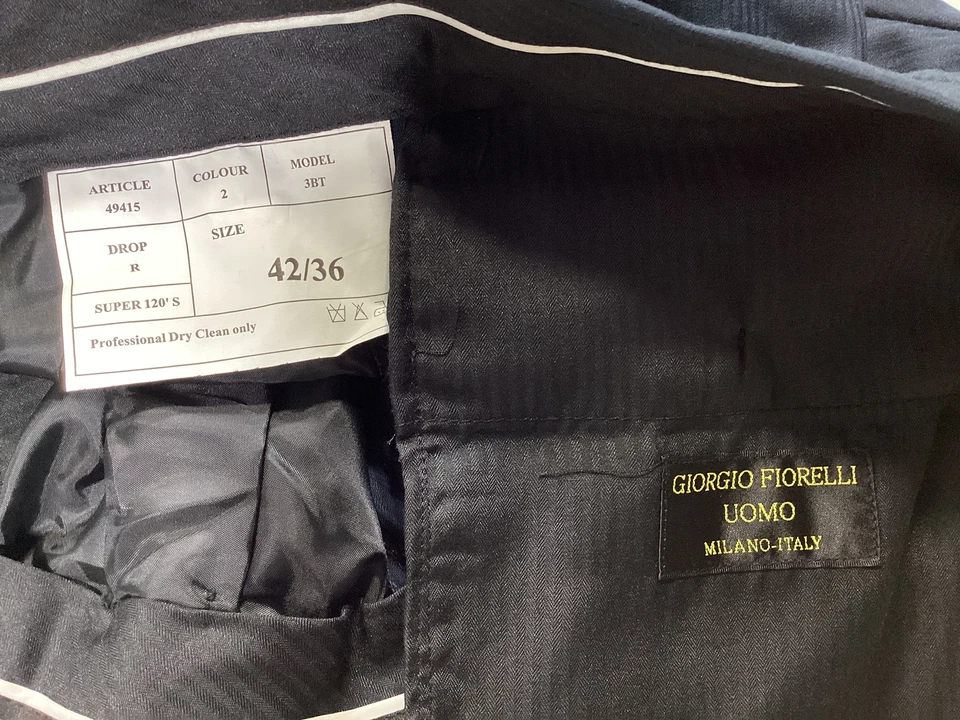 ARTICLE
49415
COLOUR
2
MODEL
3BT
DROP
R
SIZE
42/36
SUPER 120' S
Professional Dry Clean only
GIORGIO FIORELLI
UOMO
MILANO-ITALY